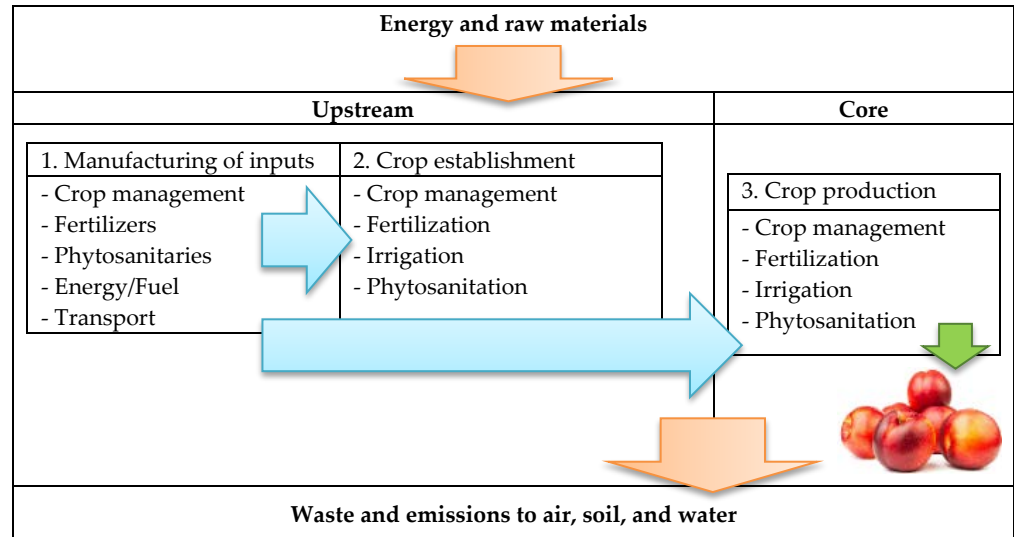 Energy and raw materials
Upstream
Core
1. Manufacturing of inputs
- Crop management
- Fertilizers
- Phytosanitaries
- Energy/Fuel
- Transport
2. Crop establishment
- Crop management
- Fertilization
- Irrigation
- Phytosanitation
3. Crop production
- Crop management
- Fertilization
- Irrigation
- Phytosanitation
Waste and emissions to air, soil, and water